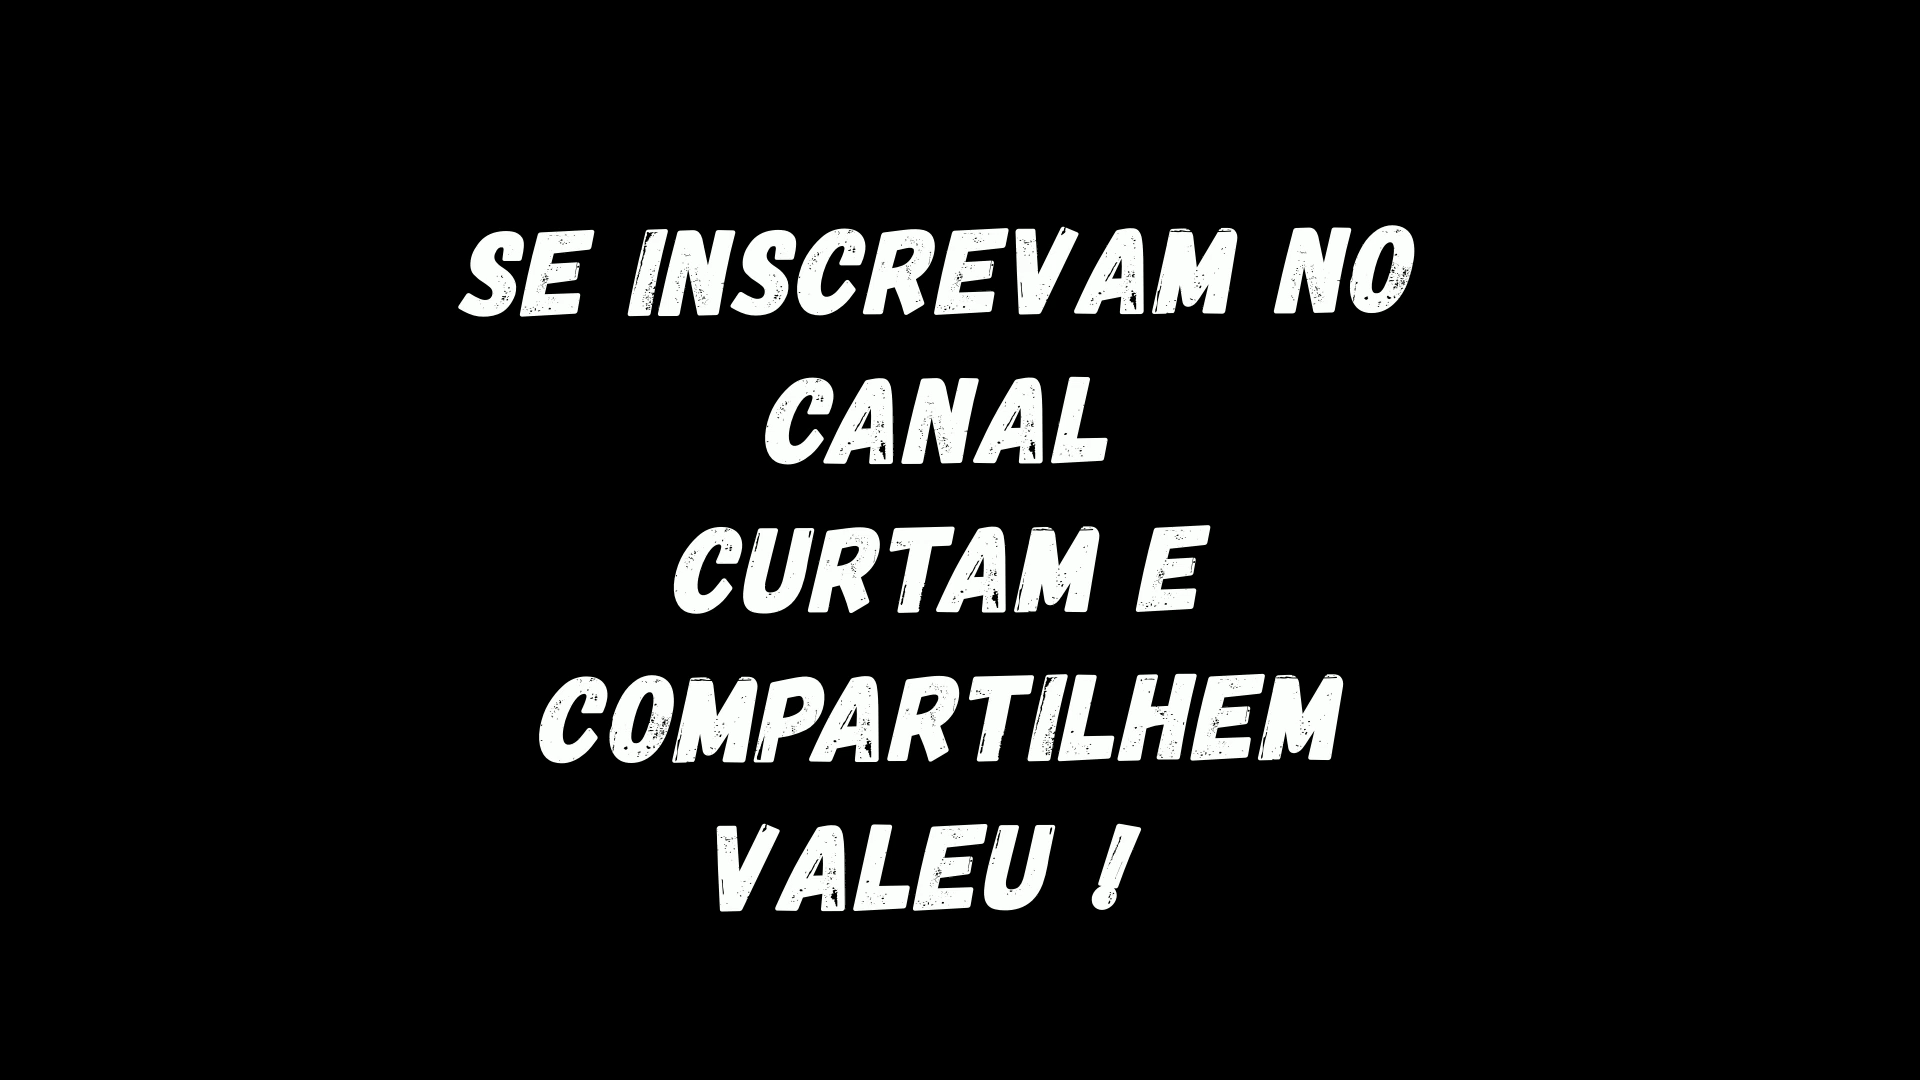 SE INSCREVAM NO
CANAL
CURTAM E
COMPARTILHEM
VALEU !